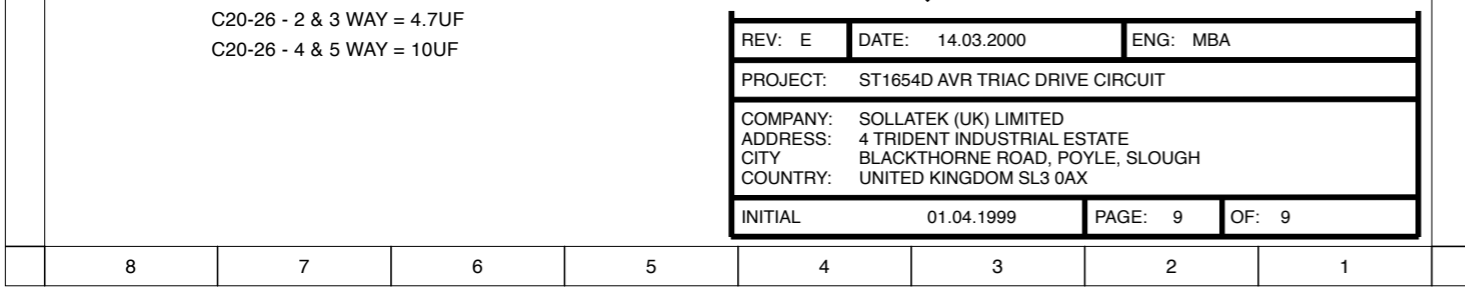 C20-26 - 2 & 3 WAY = 4.7UF
C20-26 - 4 & 5 WAY = 10UF
REV: E DATE: 14.03.2000 ENG: MBA
PROJECT: ST1654D AVR TRIAC DRIVE CIRCUIT
COMPANY: SOLLATEK (UK) LIMITED
ADDRESS: 4 TRIDENT INDUSTRIAL ESTATE
CITY BLACKTHORNE ROAD, POYLE, SLOUGH
COUNTRY: UNITED KINGDOM SL3 0AX
INITIAL 01.04.1999 PAGE: 9 OF: 9
8 7 6 5 4 3 2 1